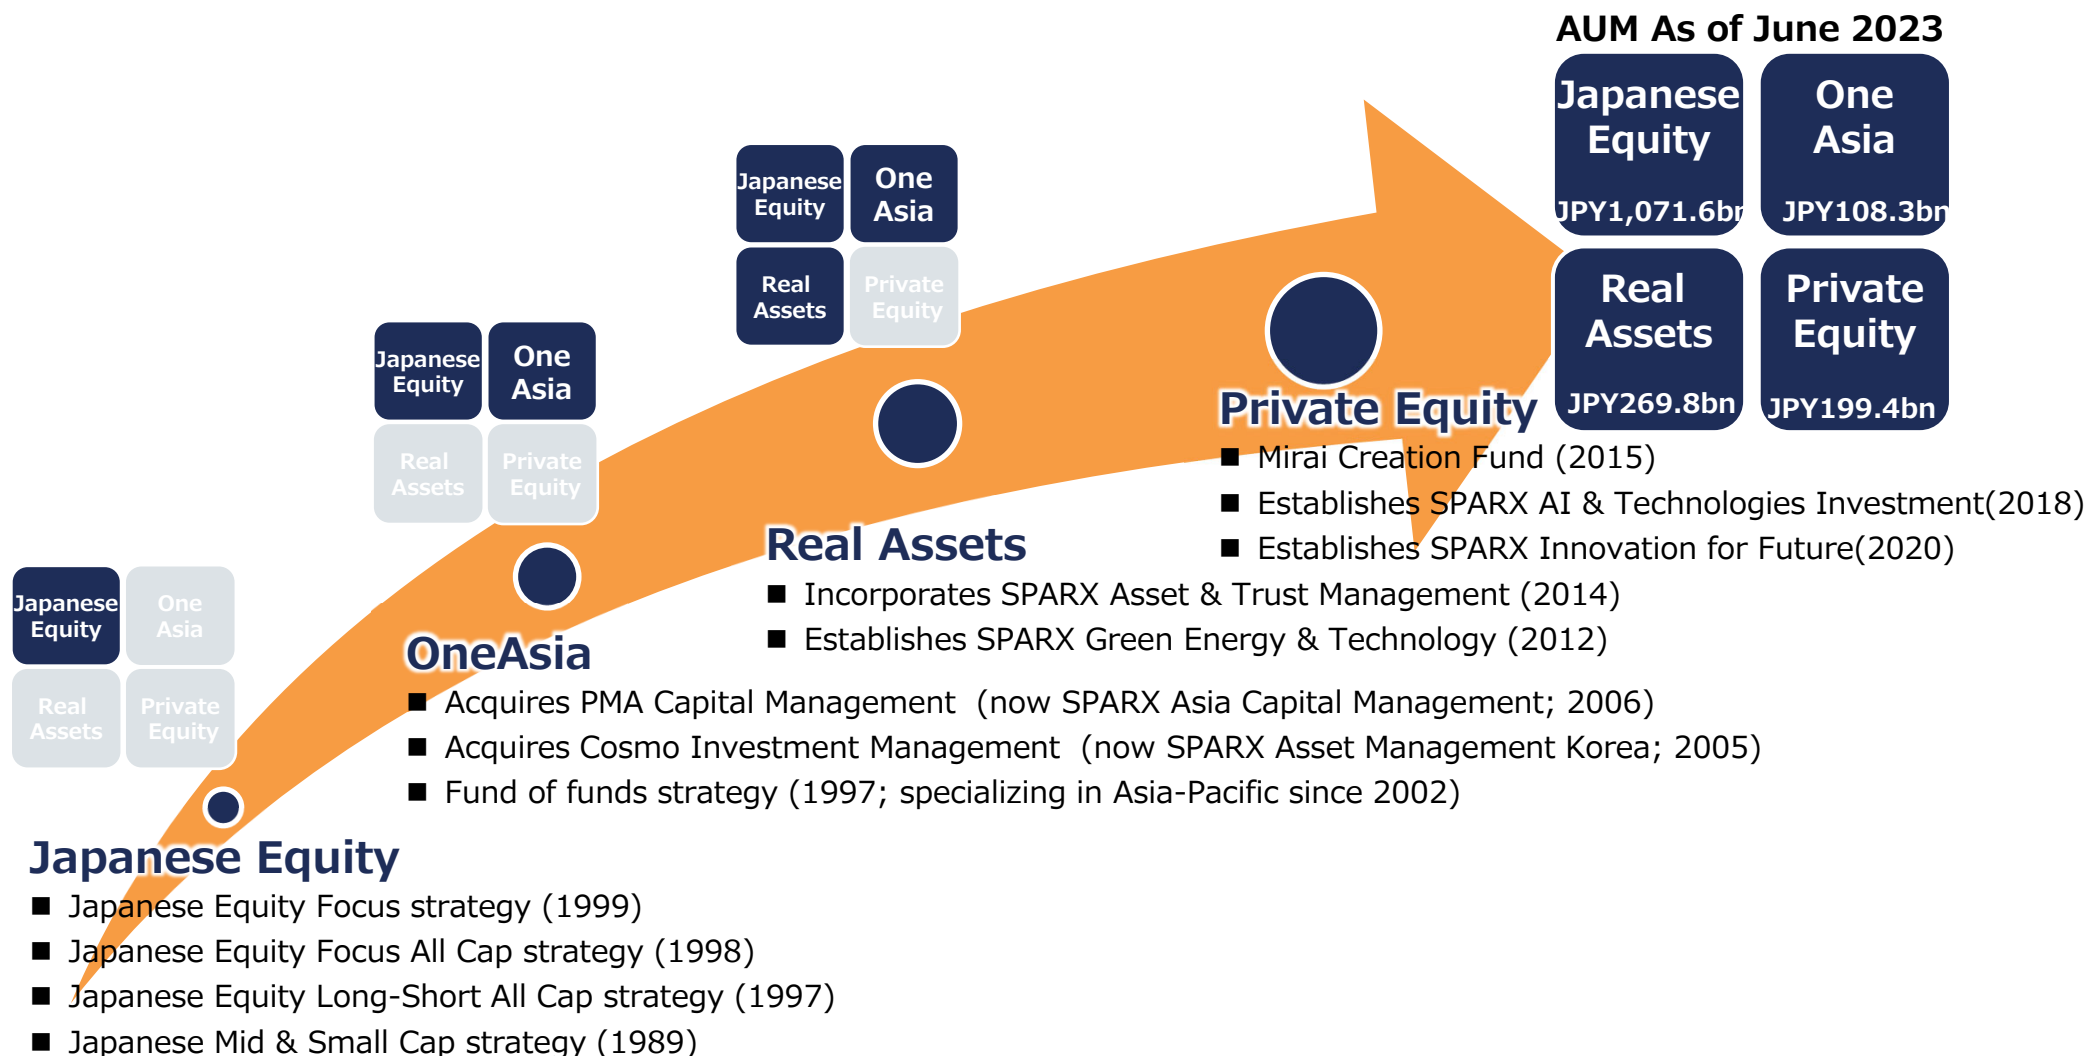 AUM As of June 2023
Japanese
Equity
JPY1,071.6bn
One
Asia
JPY108.3bn
Real
Assets
JPY269.8bn
Private
Equity
JPY199.4bn
Japanese
Equity
One
Asia
Real
Assets
Private
Equity
Japanese
Equity
One
Asia
Real
Assets
Private
Equity
Japanese
Equity
One
Asia
Real
Assets
Private
Equity
Private Equity
■ Mirai Creation Fund (2015)
■ Establishes SPARX AI & Technologies Investment(2018)
■ Establishes SPARX Innovation for Future(2020)
Real Assets
■ Incorporates SPARX Asset & Trust Management (2014)
■ Establishes SPARX Green Energy & Technology (2012)
OneAsia
■ Acquires PMA Capital Management (now SPARX Asia Capital Management; 2006)
■ Acquires Cosmo Investment Management (now SPARX Asset Management Korea; 2005)
■ Fund of funds strategy (1997; specializing in Asia-Pacific since 2002)
Japanese Equity
■ Japanese Equity Focus strategy (1999)
■ Japanese Equity Focus All Cap strategy (1998)
■ Japanese Equity Long-Short All Cap strategy (1997)
■ Japanese Mid & Small Cap strategy (1989)